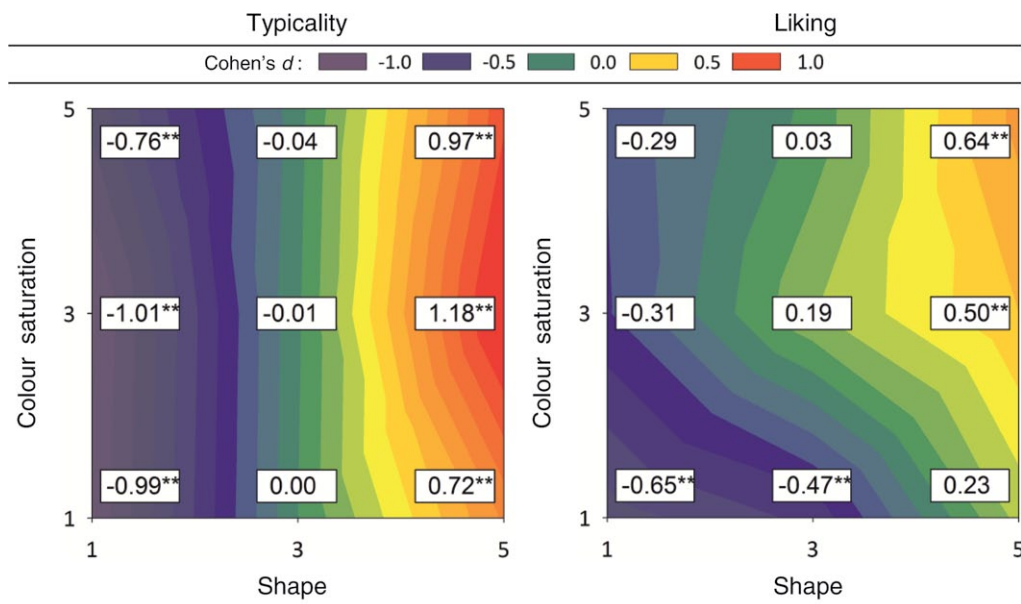 Typicality Liking
Cohen's d: -1.0 -0.5 0.0 0.5 1.0
5 -0.76** -0.04 0.97** 5 -0.29 0.03 0.64**
Colour saturation Colour saturation
3 -1.01** -0.01 1.18** 3 -0.31 0.19 0.50**
-0.99** 0.00 0.72** -0.65** -0.47** 0.23
1 1
1 3 5 1 3 5
Shape Shape